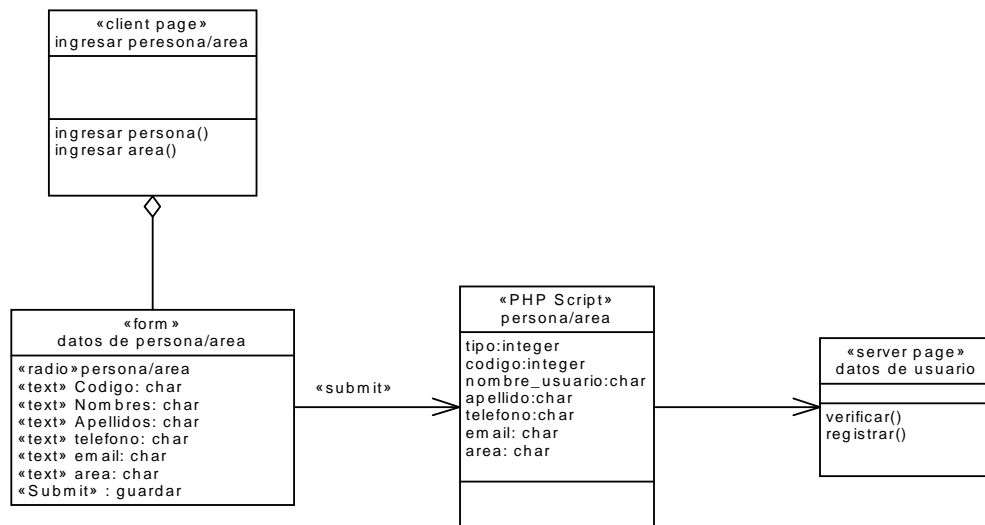 «client page»
ingresar peresona/area
ingresar persona()
ingresar area()
«form»
datos de persona/area
«radio»persona/area
«text» Codigo: char
«text» Nombres: char
«text» Apellidos: char
«text» telefono: char
«text» email: char
«text» area: char
«Submit» : guardar
«submit»
«PHP Script»
persona/area
tipo:integer
codigo:integer
nombre_usuario:char
apellido:char
telefono:char
email: char
area: char
«server page»
datos de usuario
verificar()
registrar()